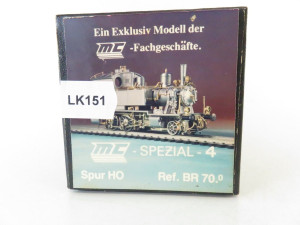 Ein Exklusiv Modell der
MC -Fachgeschäfte.
LK151
MC - SPEZIAL - 4
Spur HO Ref. BR 70.0